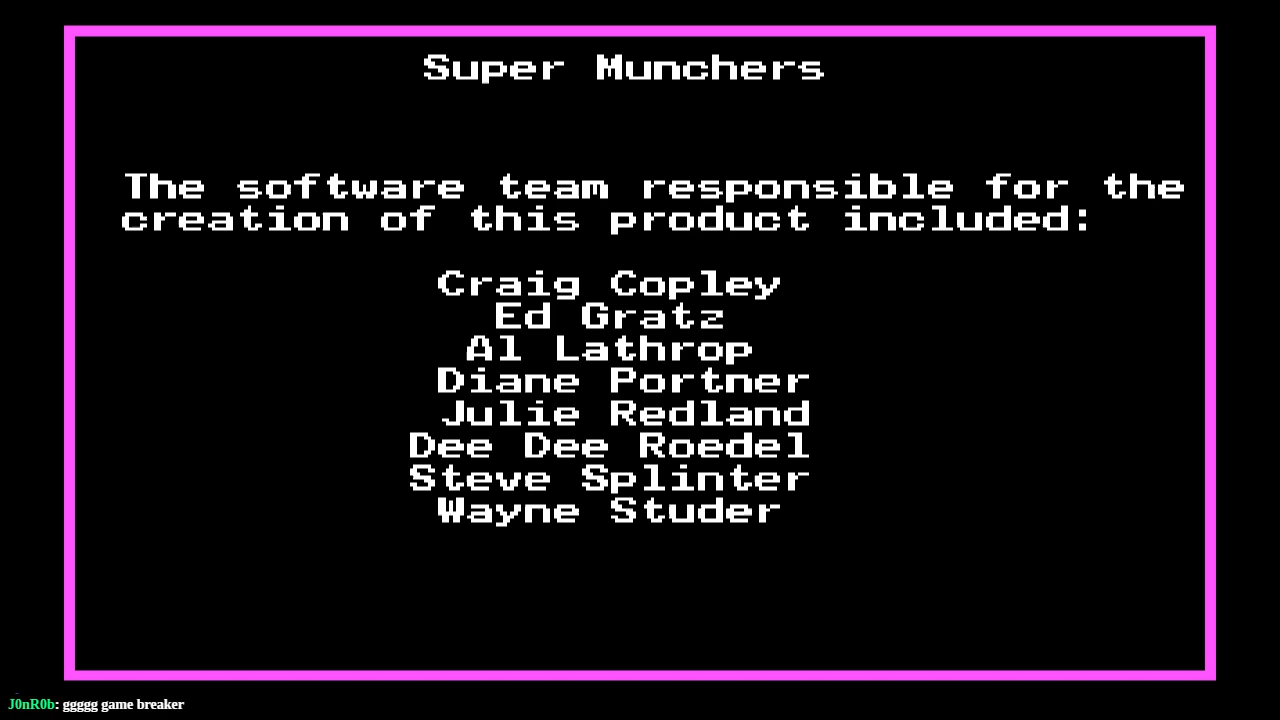 Super Munchers
The software team responsible for the
creation of this product included:
Craig Copley
Ed Gratz
Al Lathrop
Diane Portner
Julie Redland
Dee Dee Roedel
Steve Splinter
Wayne Studer
J0nR0b: ggggg game breaker